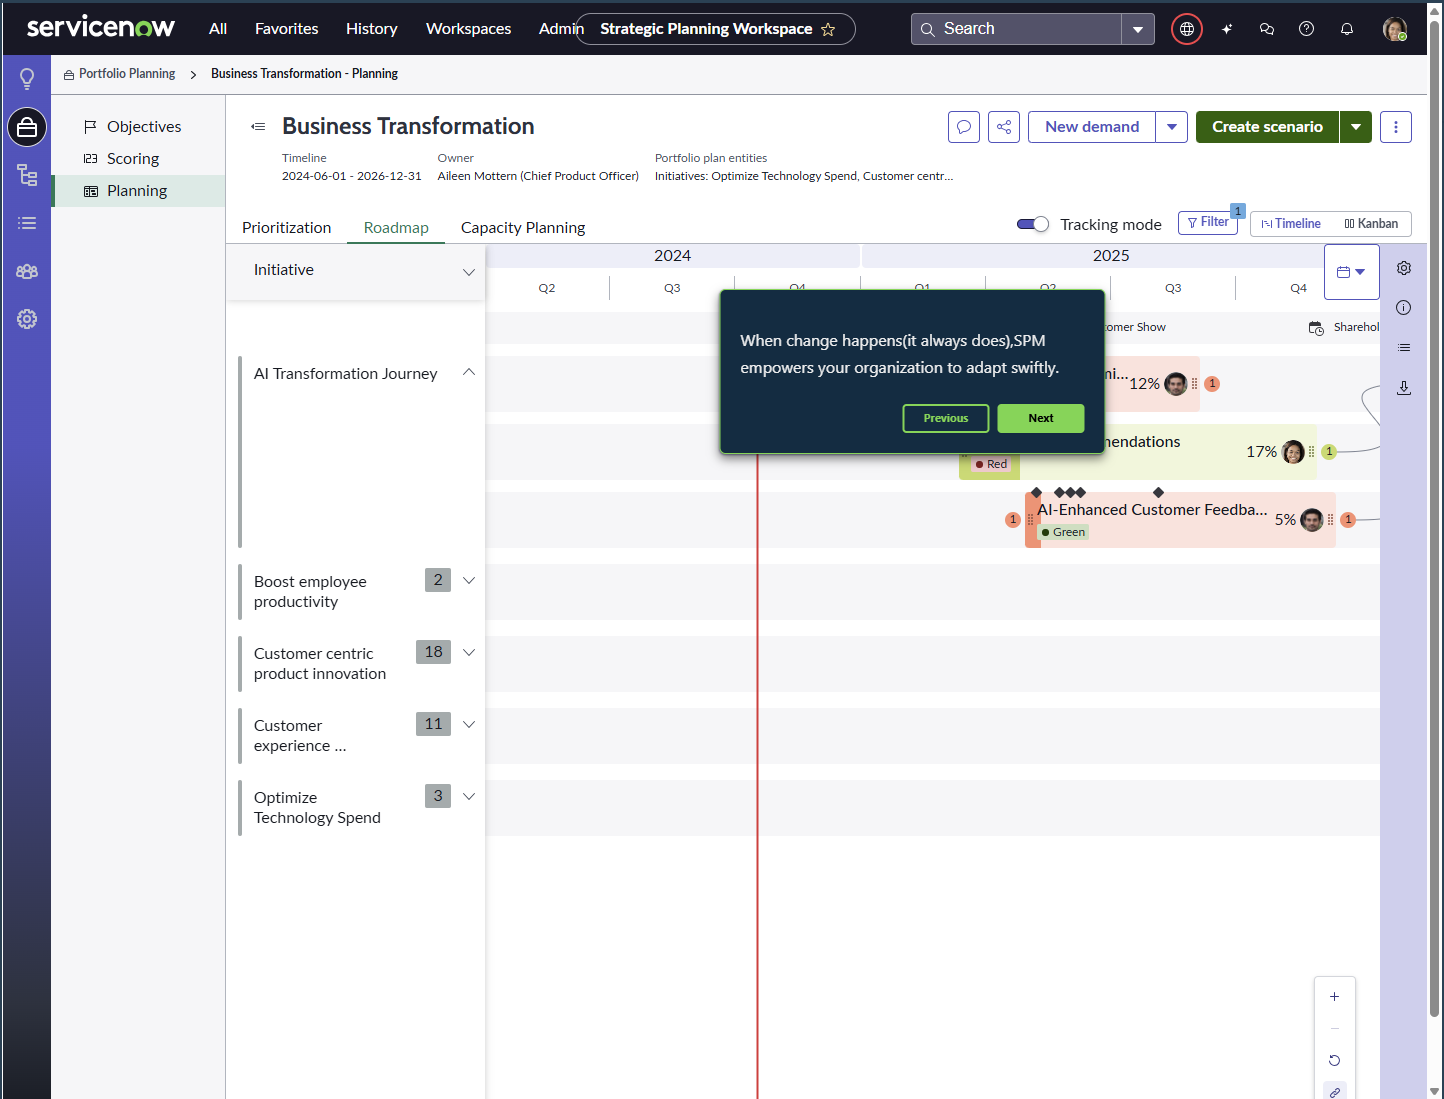 servicenow
All
Favorites
History
Workspaces
Admin
Strategic Planning Workspace
Search
Portfolio Planning
Business Transformation - Planning
Objectives
Scoring
Planning
Business Transformation
New demand
Create scenario
Timeline
2024-06-01 - 2026-12-31
Owner
Aileen Mottern (Chief Product Officer)
Portfolio plan entities
Initiatives: Optimize Technology Spend, Customer centr...
Prioritization
Roadmap
Capacity Planning
Tracking mode
Filter
1
Timeline
Kanban
Initiative
2024
2025
Q2
Q3
Q4
Q1
Q2
Q3
Q4
tomer Show
Sharehol
When change happens(it always does),SPM
empowers your organization to adapt swiftly.
Previous
Next
AI Transformation Journey
mi...
12%
1
nendations
Red
17%
1
1
AI-Enhanced Customer Feedba...
Green
5%
1
Boost employee
productivity
2
Customer centric
product innovation
18
Customer
experience ...
11
Optimize
Technology Spend
3